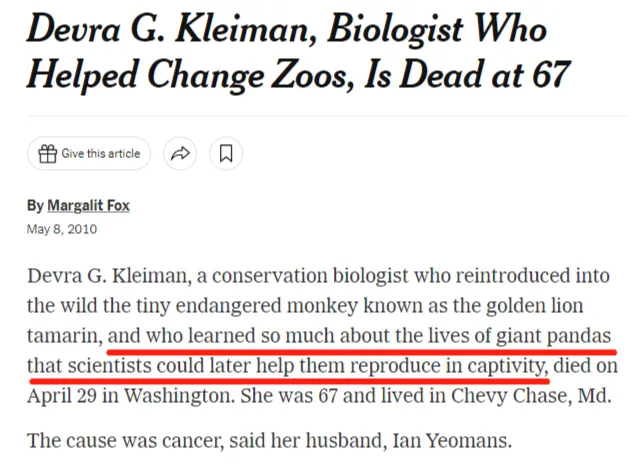 Devra G. Kleiman, Biologist Who
Helped Change Zoos, Is Dead at 67
Give this article
By Margalit Fox
May 8, 2010
Devra G. Kleiman, a conservation biologist who reintroduced into
the wild the tiny endangered monkey known as the golden lion
tamarin, and who learned so much about the lives of giant pandas
that scientists could later help them reproduce in captivity, died on
April 29 in Washington. She was 67 and lived in Chevy Chase, Md.
The cause was cancer, said her husband, Ian Yeomans.